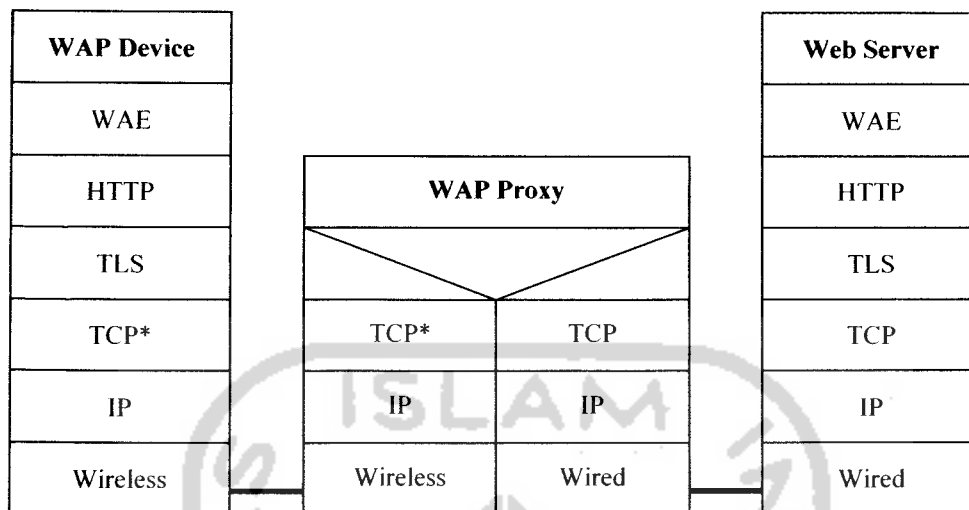 WAP Device
WAE
HTTP
TLS
TCP*
IP
Wireless
WAP Proxy
TCP* TCP
IP IP
Wireless Wired
Web Server
WAE
HTTP
TLS
TCP
IP
Wired
ISLAM